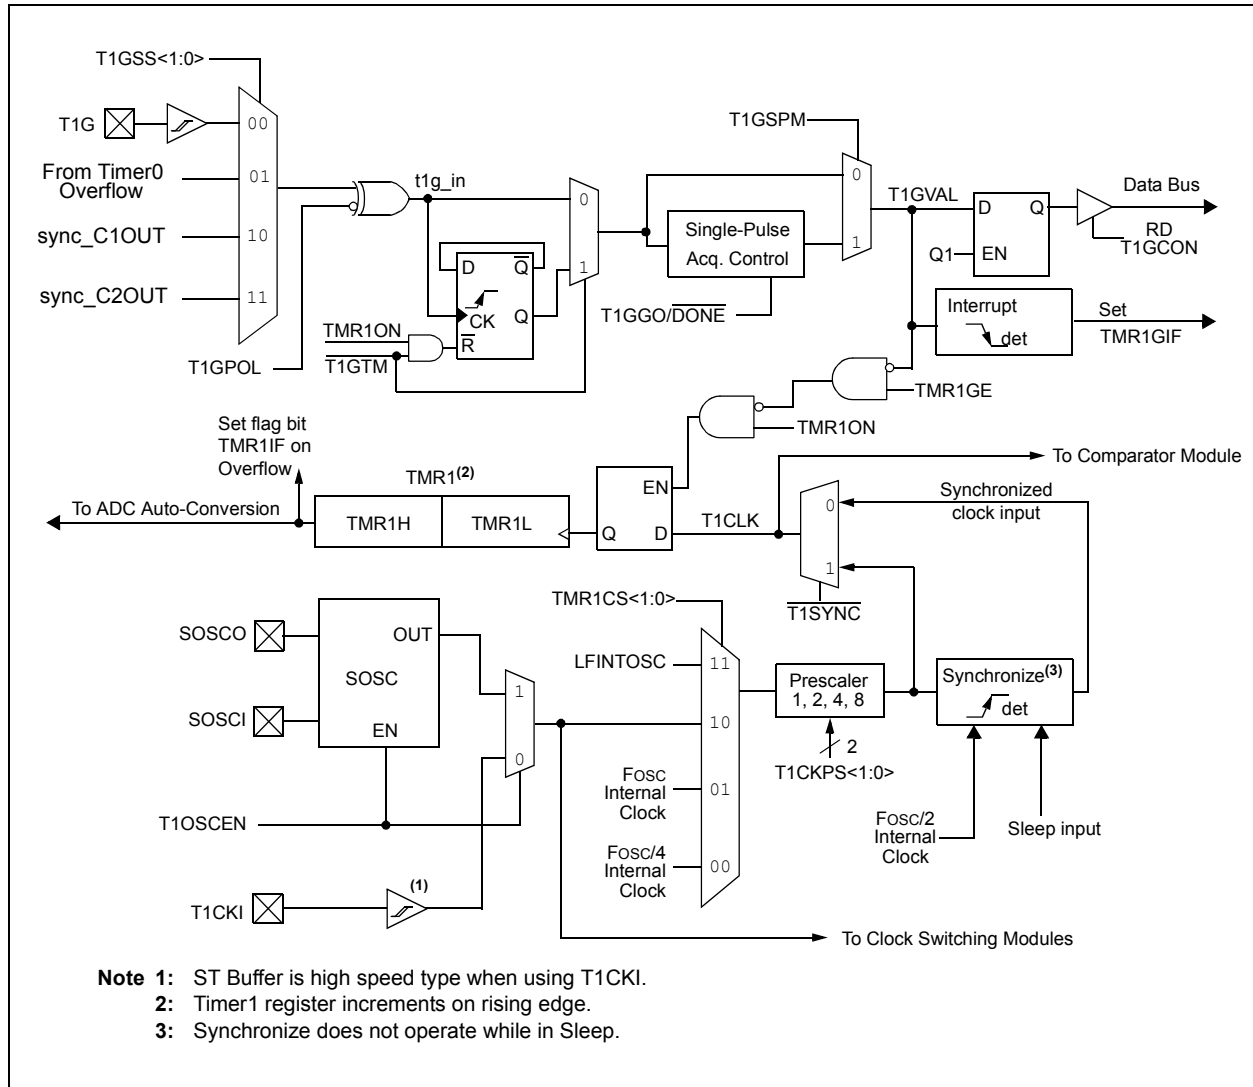 T1GSS<1:0>
T1G
00
From Timer0
Overflow
01
sync_C1OUT
10
sync_C2OUT
11
T1GPOL
t1g_in
D
Q
CK
Q
R
TMR1ON
T1GTM
0
1
T1GSPM
Single-Pulse
Acq. Control
T1GGO/DONE
0
1
T1GVAL
D
Q
Q1
EN
Data Bus
RD
T1GCON
Interrupt
det
Set
TMR1GIF
TMR1GE
TMR1ON
Set flag bit
TMR1IF on
Overflow
TMR1(2)
To ADC Auto-Conversion
TMR1H
TMR1L
EN
Q
D
T1CLK
To Comparator Module
0
1
Synchronized
clock input
T1SYNC
SOSCO
OUT
SOSC
SOSCI
EN
1
0
T1OSCEN
T1CKI
(1)
TMR1CS<1:0>
LFINTOSC
11
10
FOSC
Internal
Clock
01
FOSC/4
Internal
Clock
00
Prescaler
1, 2, 4, 8
2
T1CKPS<1:0>
Synchronize(3)
det
FOSC/2
Internal
Clock
Sleep input
To Clock Switching Modules
Note 1: ST Buffer is high speed type when using T1CKI.
2: Timer1 register increments on rising edge.
3: Synchronize does not operate while in Sleep.